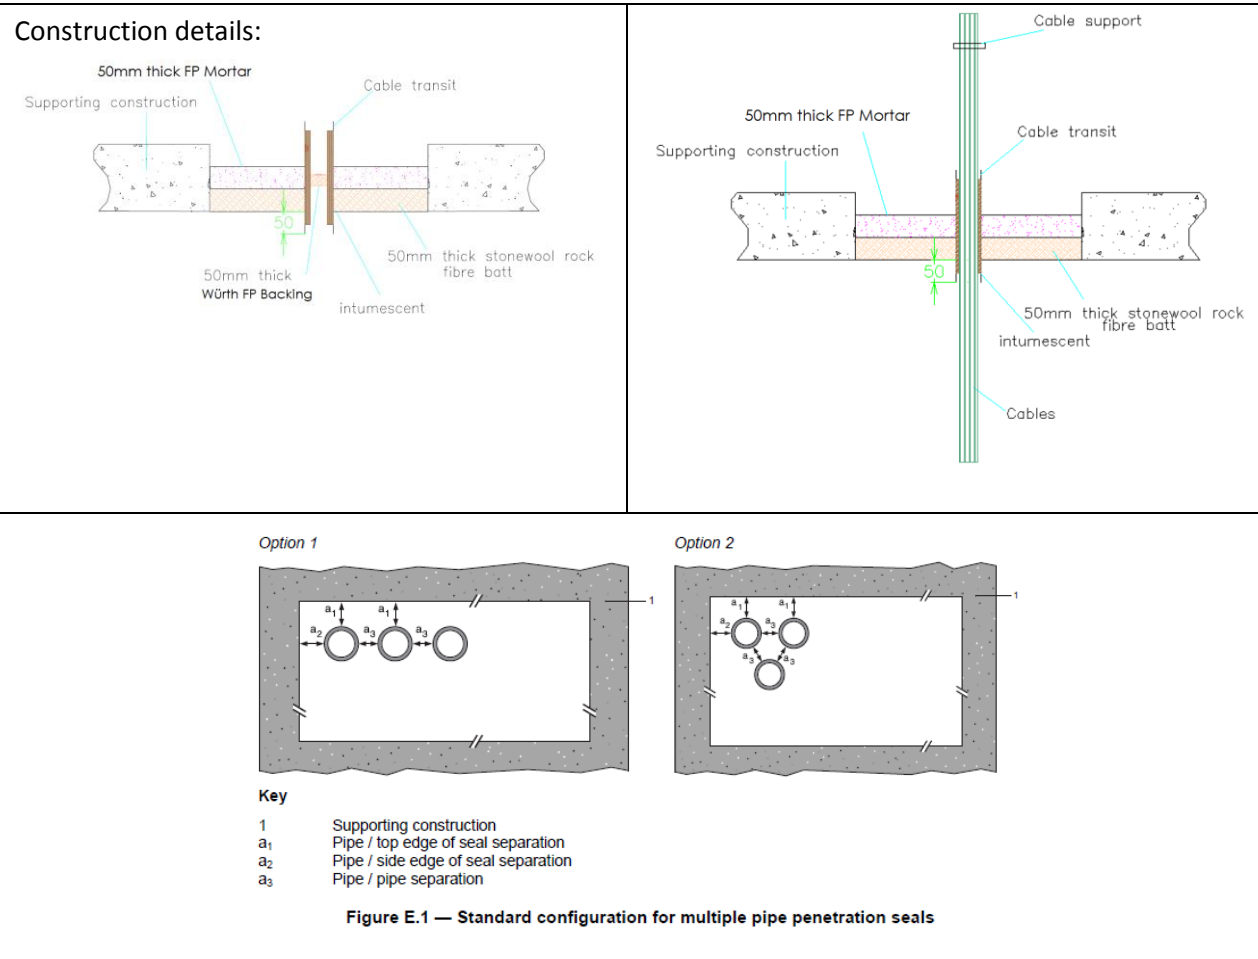 Construction details:
50mm thick FP Mortar
Cable transit
Supporting construction
50
50mm thick stonewool rock
fibre batt
50mm thick
Würth FP Backing
intumescent
Cable support
50mm thick FP Mortar
Cable transit
Supporting construction
50
50mm thick stonewool rock
fibre batt
intumescent
Cables
Option 1
a1 a1
a2 a3 a3
1
Option 2
a1 a1
a2 a3
a3 a3
1
Key
1 Supporting construction
a1 Pipe / top edge of seal separation
a2 Pipe / side edge of seal separation
a3 Pipe / pipe separation
Figure E.1 — Standard configuration for multiple pipe penetration seals